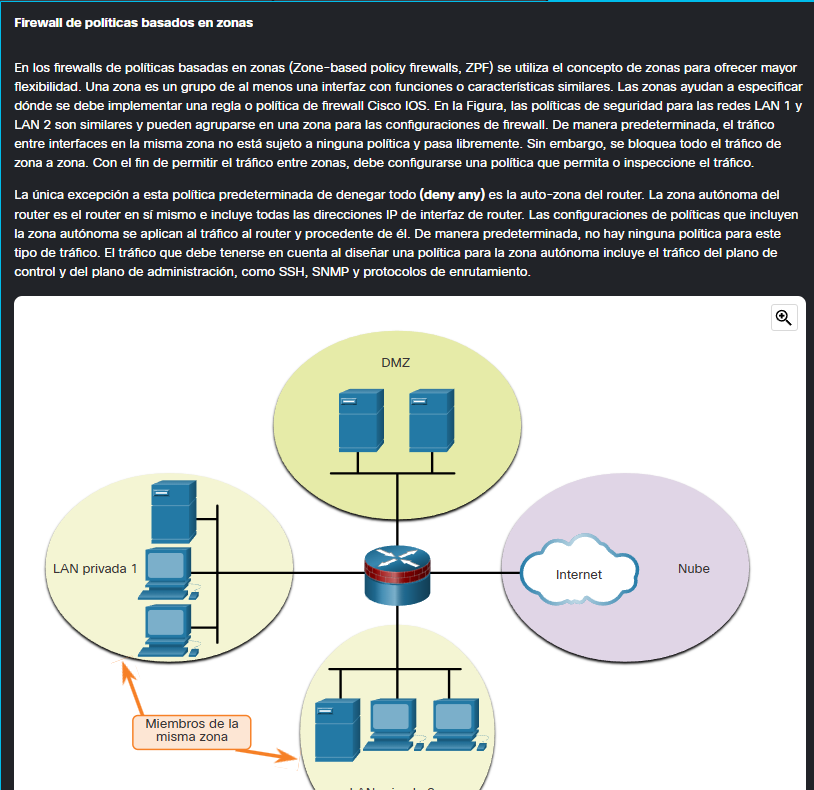 Firewall de políticas basados en zonas
En los firewalls de políticas basadas en zonas (Zone-based policy firewalls, ZPF) se utiliza el concepto de zonas para ofrecer mayor
flexibilidad. Una zona es un grupo de al menos una interfaz con funciones o características similares. Las zonas ayudan a especificar
dónde se debe implementar una regla o política de firewall Cisco IOS. En la Figura, las políticas de seguridad para las redes LAN 1 y
LAN 2 son similares y pueden agruparse en una zona para las configuraciones de firewall. De manera predeterminada, el tráfico
entre interfaces en la misma zona no está sujeto a ninguna política y pasa libremente. Sin embargo, se bloquea todo el tráfico de
zona a zona. Con el fin de permitir el tráfico entre zonas, debe configurarse una política que permita o inspeccione el tráfico.
La única excepción a esta política predeterminada de denegar todo (deny any) es la auto-zona del router. La zona autónoma del
router es el router en sí mismo e incluye todas las direcciones IP de interfaz de router. Las configuraciones de políticas que incluyen
la zona autónoma se aplican al tráfico al router y procedente de él. De manera predeterminada, no hay ninguna política para este
tipo de tráfico. El tráfico que debe tenerse en cuenta al diseñar una política para la zona autónoma incluye el tráfico del plano de
control y del plano de administración, como SSH, SNMP y protocolos de enrutamiento.
DMZ
LAN privada 1
Internet
Nube
Miembros de la
misma zona